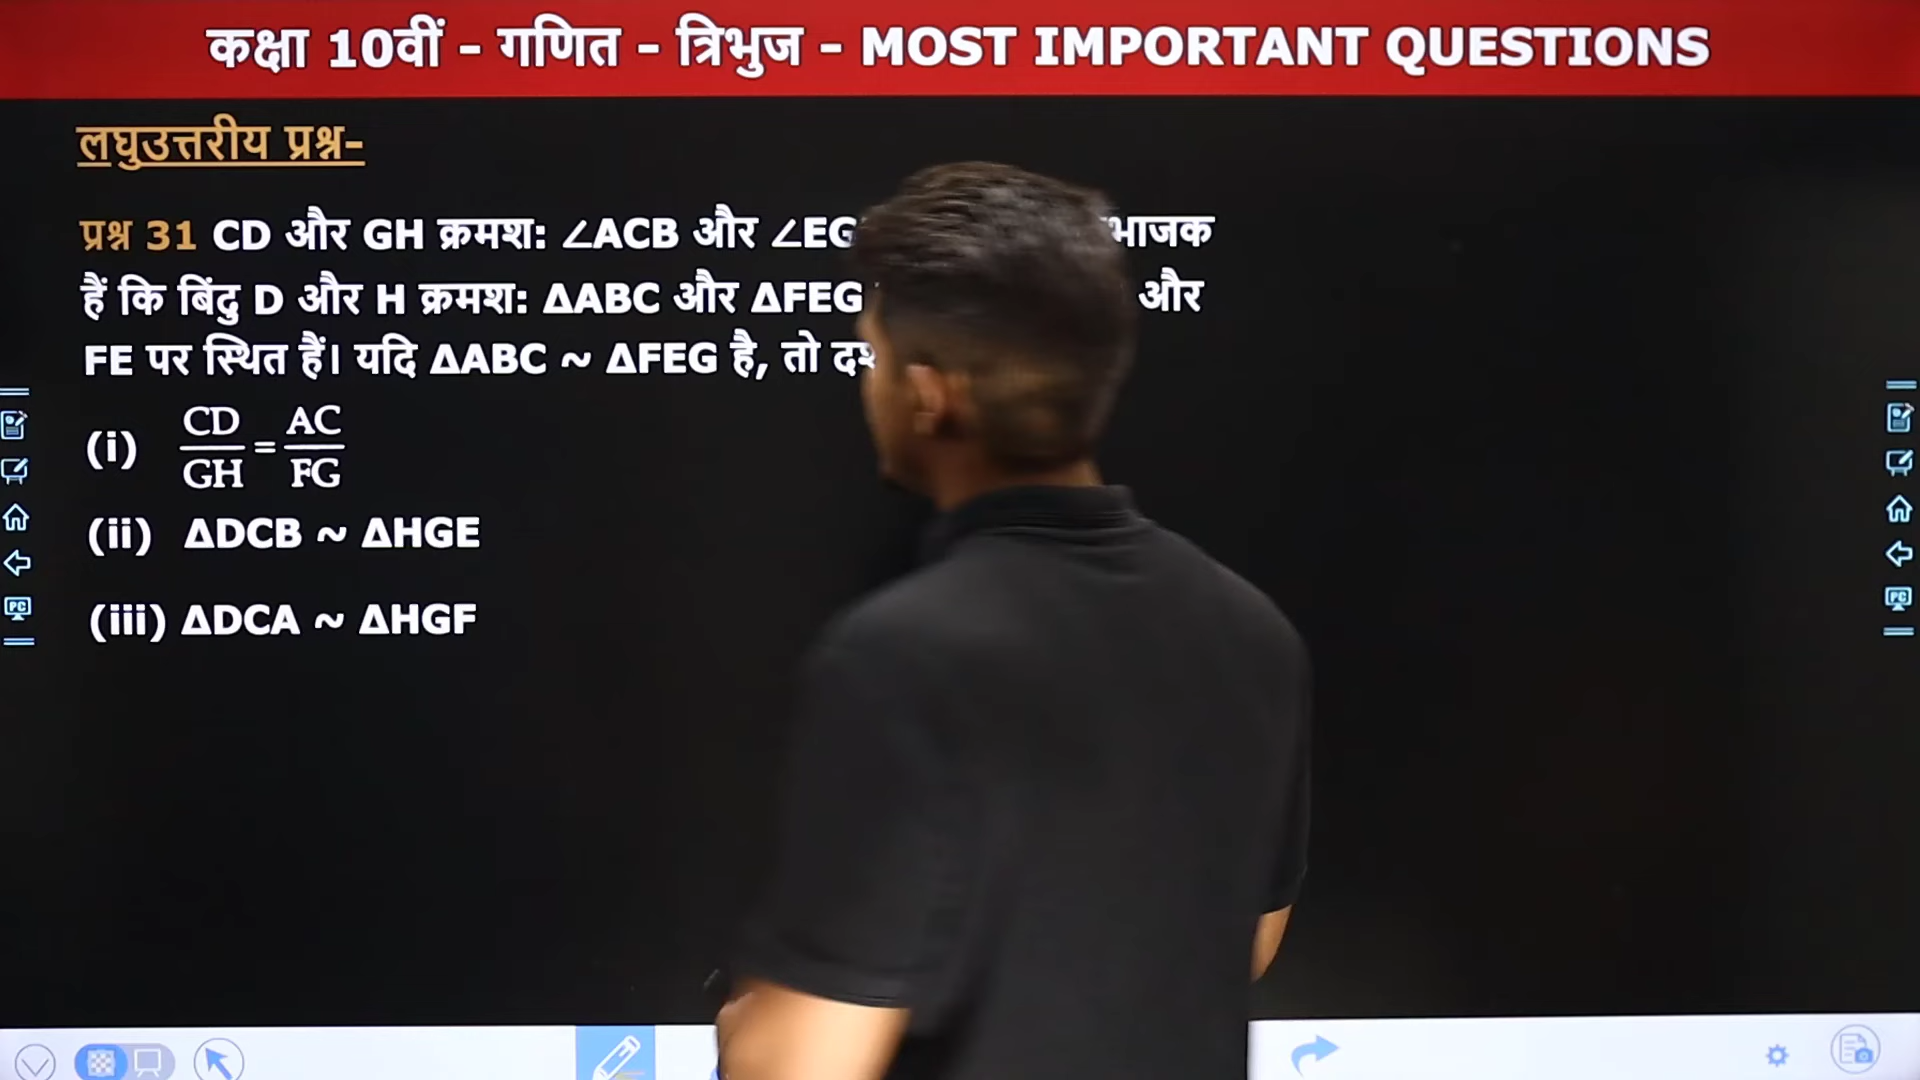 कक्षा 10वीं - गणित - त्रिभुज - MOST IMPORTANT QUESTIONS
लघुउत्तरीय प्रश्न-
प्रश्न 31 CD और GH क्रमश: ∠ACB और ∠EG
हैं कि बिंदु D और H क्रमश: ΔABC और ΔFEG और
FE पर स्थित हैं। यदि ΔABC ~ ΔFEG है, तो
(i) CD/GH = AC/FG
(ii) ΔDCB ~ ΔHGE
(iii) ΔDCA ~ ΔHGF
PC
PC